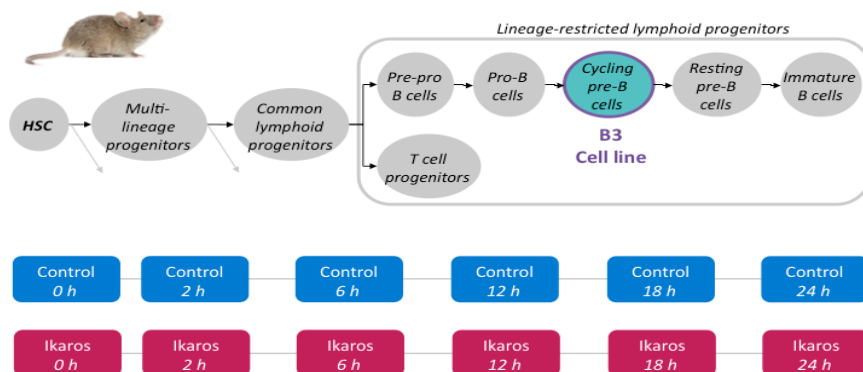 Lineage-restricted lymphoid progenitors
HSC
Multi-
lineage
progenitors
Common
lymphoid
progenitors
Pre-pro
B cells
Pro-B
cells
Cycling
pre-B
cells
Resting
pre-B
cells
Immature
B cells
B3
Cell line
T cell
progenitors
Control
0 h
Control
2 h
Control
6 h
Control
12 h
Control
18 h
Control
24 h
Ikaros
0 h
Ikaros
2 h
Ikaros
6 h
Ikaros
12 h
Ikaros
18 h
Ikaros
24 h